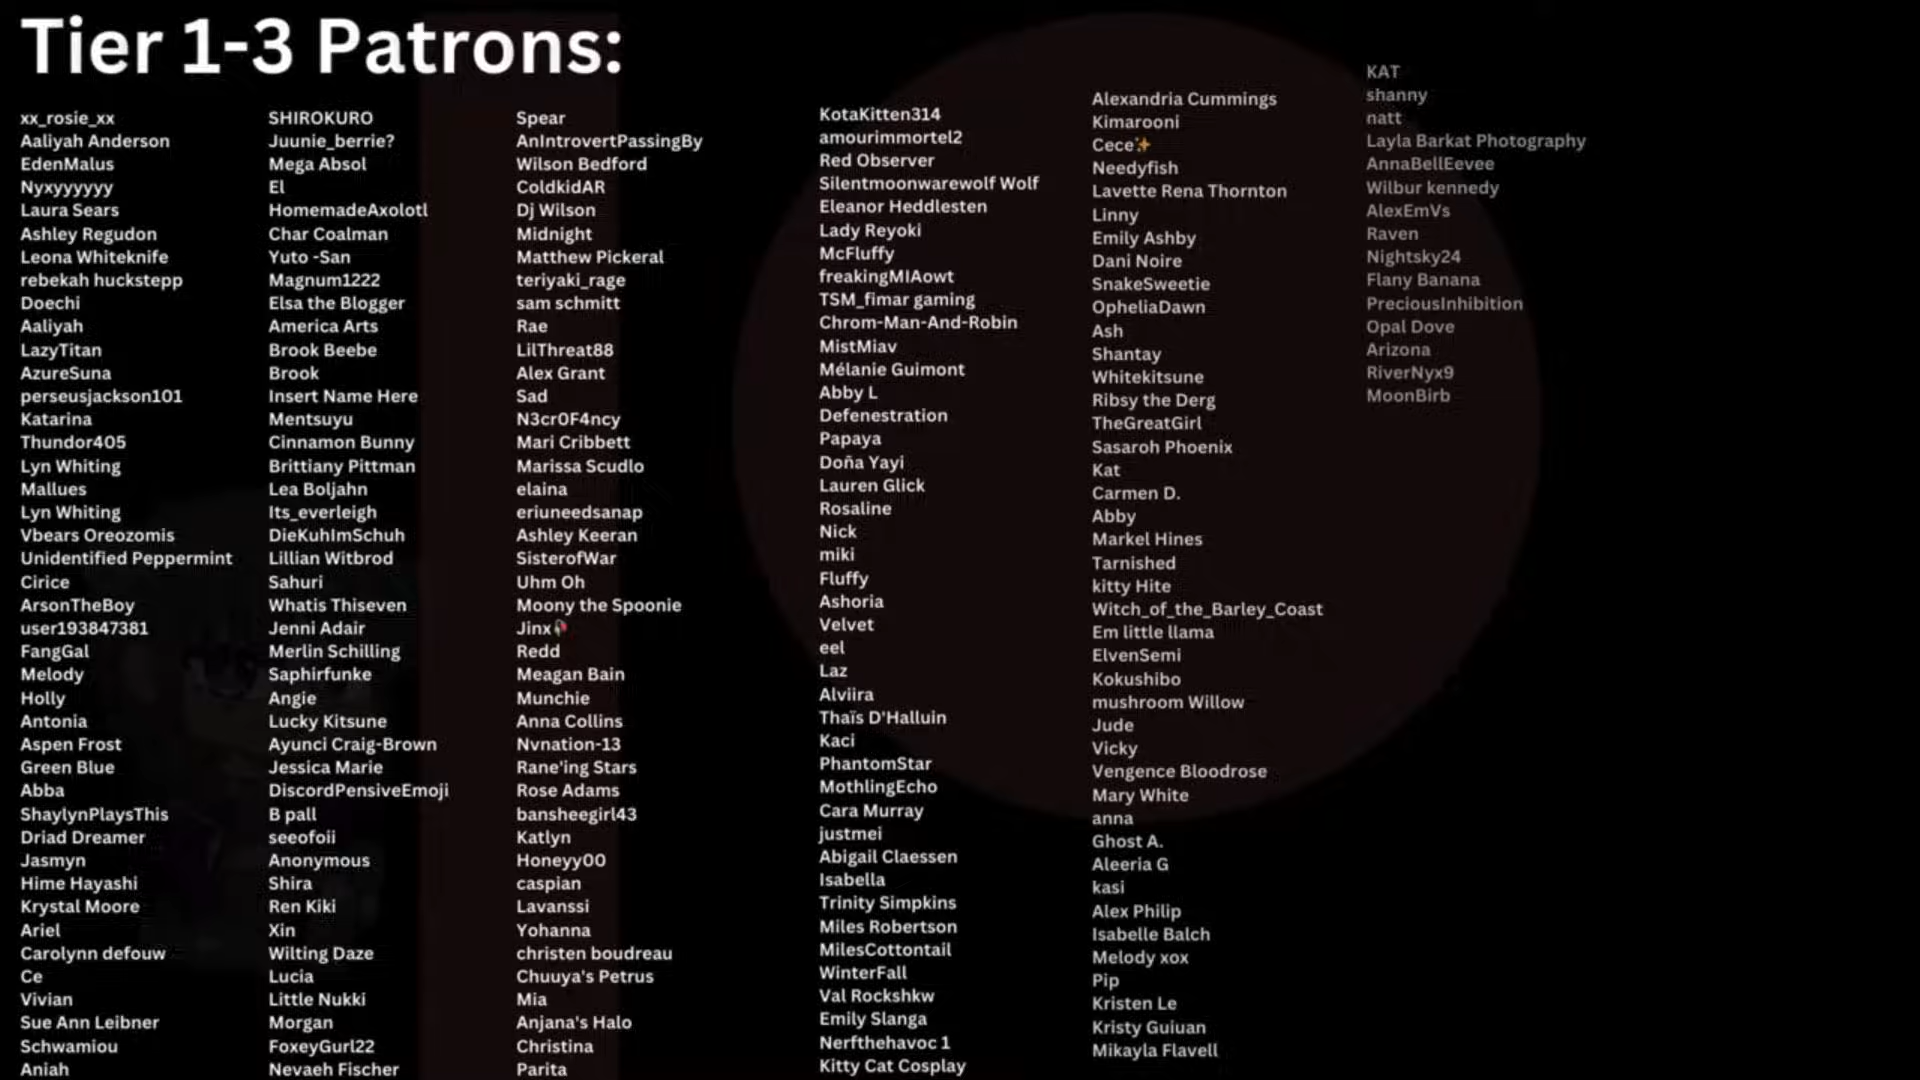 Tier 1-3 Patrons:
xx_rosie_xx
Aaliyah Anderson
EdenMalus
Nyxyyyyyy
Laura Sears
Ashley Regudon
Leona Whiteknife
rebekah huckstepp
Doechi
Aaliyah
LazyTitan
AzureSuna
perseusjackson101
Katarina
Thundor405
Lyn Whiting
Mallues
Lyn Whiting
Vbears Oreozomis
Unidentified Peppermint
Cirice
ArsonTheBoy
user193847381
FangGal
Melody
Holly
Antonia
Aspen Frost
Green Blue
Abba
ShaylynPlaysThis
Driad Dreamer
Jasmyn
Hime Hayashi
Krystal Moore
Ariel
Carolynn defouw
Ce
Vivian
Sue Ann Leibner
Schwamiou
Aniah
SHIROKURO
Juunie_berrie?
Mega Absol
El
HomemadeAxolotl
Char Coalman
Yuto -San
Magnum1222
Elsa the Blogger
America Arts
Brook Beebe
Brook
Insert Name Here
Mentsuyu
Cinnamon Bunny
Brittiany Pittman
Lea Boljahn
Its_everleigh
DieKuhImSchuh
Lillian Witbrod
Sahuri
Whatis Thiseven
Jenni Adair
Merlin Schilling
Saphirfunke
Angie
Lucky Kitsune
Ayunci Craig-Brown
Jessica Marie
DiscordPensiveEmoji
B pall
seeofoii
Anonymous
Shira
Ren Kiki
Xin
Wilting Daze
Lucia
Little Nukki
Morgan
FoxeyGurl22
Nevaeh Fischer
Spear
AnIntrovertPassingBy
Wilson Bedford
ColdkidAR
Dj Wilson
Midnight
Matthew Pickeral
teriyaki_rage
sam schmitt
Rae
LilThreat88
Alex Grant
Sad
N3cr0F4ncy
Mari Cribbett
Marissa Scudlo
elaina
eriuneedsanap
Ashley Keeran
SisterofWar
Uhm Oh
Moony the Spoonie
Jinx🥀
Redd
Meagan Bain
Munchie
Anna Collins
Nvnation-13
Rane'ing Stars
Rose Adams
bansheegirl43
Katlyn
Honeyy00
caspian
Lavanssi
Yohanna
christen boudreau
Chuuya's Petrus
Mia
Anjana's Halo
Christina
Parita
KotaKitten314
amourimmortel2
Red Observer
Silentmoonwarewolf Wolf
Eleanor Heddlesten
Lady Reyoki
McFluffy
freakingMIAowt
TSM_fimar gaming
Chrom-Man-And-Robin
MistMiav
Mélanie Guimont
Abby L
Defenestration
Papaya
Doña Yayi
Lauren Glick
Rosaline
Nick
miki
Fluffy
Ashoria
Velvet
eel
Laz
Alviira
Thaïs D'Halluin
Kaci
PhantomStar
MothlingEcho
Cara Murray
justmei
Abigail Claessen
Isabella
Trinity Simpkins
Miles Robertson
MilesCottontail
WinterFall
Val Rockshkw
Emily Slanga
Nerfthehavoc 1
Kitty Cat Cosplay
Alexandria Cummings
Kimarooni
Cece✨
Needyfish
Lavette Rena Thornton
Linny
Emily Ashby
Dani Noire
SnakeSweetie
OpheliaDawn
Ash
Shantay
Whitekitsune
Ribsy the Derg
TheGreatGirl
Sasaroh Phoenix
Kat
Carmen D.
Abby
Markel Hines
Tarnished
kitty Hite
Witch_of_the_Barley_Coast
Em little llama
ElvenSemi
Kokushibo
mushroom Willow
Jude
Vicky
Vengence Bloodrose
Mary White
anna
Ghost A.
Aleeria G
kasi
Alex Philip
Isabelle Balch
Melody xox
Pip
Kristen Le
Kristy Guiuan
Mikayla Flavell
KAT
shanny
natt
Layla Barkat Photography
AnnaBellEevee
Wilbur kennedy
AlexEmVs
Raven
Nightsky24
Flany Banana
PreciousInhibition
Opal Dove
Arizona
RiverNyx9
MoonBirb